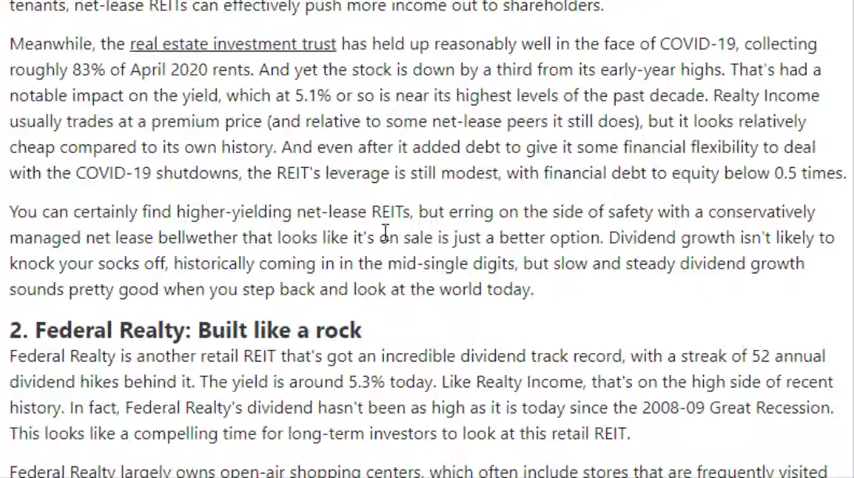 tenants, net-lease REITs can effectively push more income out to shareholders.
Meanwhile, the real estate investment trust has held up reasonably well in the face of COVID-19, collecting
roughly 83% of April 2020 rents. And yet the stock is down by a third from its early-year highs. That's had a
notable impact on the yield, which at 5.1% or so is near its highest levels of the past decade. Realty Income
usually trades at a premium price (and relative to some net-lease peers it still does), but it looks relatively
cheap compared to its own history. And even after it added debt to give it some financial flexibility to deal
with the COVID-19 shutdowns, the REIT's leverage is still modest, with financial debt to equity below 0.5 times.
You can certainly find higher-yielding net-lease REITs, but erring on the side of safety with a conservatively
managed net lease bellwether that looks like it's on sale is just a better option. Dividend growth isn't likely to
knock your socks off, historically coming in in the mid-single digits, but slow and steady dividend growth
sounds pretty good when you step back and look at the world today.
2. Federal Realty: Built like a rock
Federal Realty is another retail REIT that's got an incredible dividend track record, with a streak of 52 annual
dividend hikes behind it. The yield is around 5.3% today. Like Realty Income, that's on the high side of recent
history. In fact, Federal Realty's dividend hasn't been as high as it is today since the 2008-09 Great Recession.
This looks like a compelling time for long-term investors to look at this retail REIT.
Federal Realty largely owns open-air shopping centers, which often include stores that are frequently visited